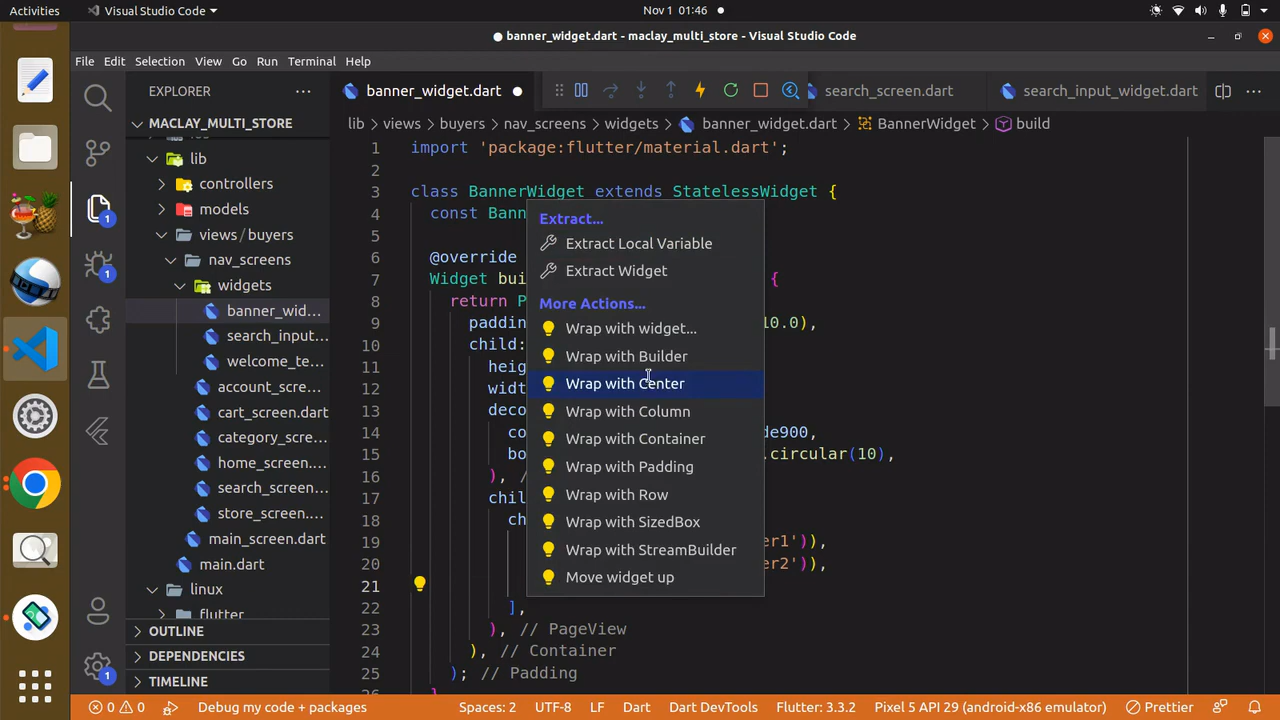 Activities
Visual Studio Code
Nov 1 01:46
banner_widget.dart - maclay_multi_store - Visual Studio Code
File Edit Selection View Go Run Terminal Help
EXPLORER
banner_widget.dart
search_screen.dart
search_input_widget.dart
MACLAY_MULTI_STORE
lib > views > buyers > nav_screens > widgets > banner_widget.dart > BannerWidget > build
lib
controllers
models
views/buyers
nav_screens
widgets
banner_wid...
search_input...
welcome_te...
account_scre...
cart_screen.dart
category_scre...
home_screen....
search_screen....
store_screen....
main_screen.dart
main.dart
linux
flutter
OUTLINE
DEPENDENCIES
TIMELINE
1
1
1
1 import 'package:flutter/material.dart';
2
3 class BannerWidget extends StatelessWidget {
4 const Bann
5
6 @override
7 Widget bui {
8 return P
9 paddin 10.0),
10 child:
11 heig
12 widt
13 deco
14 co de900,
15 bo .circular(10),
16 ), /
17 chil
18 ch
19 er1')),
20 er2')),
21
22 ],
23 ), // PageView
24 ), // Container
25 ); // Padding
26 }
Extract...
Extract Local Variable
Extract Widget
More Actions...
Wrap with widget...
Wrap with Builder
Wrap with Center
Wrap with Column
Wrap with Container
Wrap with Padding
Wrap with Row
Wrap with SizedBox
Wrap with StreamBuilder
Move widget up
0 0 Debug my code + packages Spaces: 2 UTF-8 LF Dart Dart DevTools Flutter: 3.3.2 Pixel 5 API 29 (android-x86 emulator) Prettier